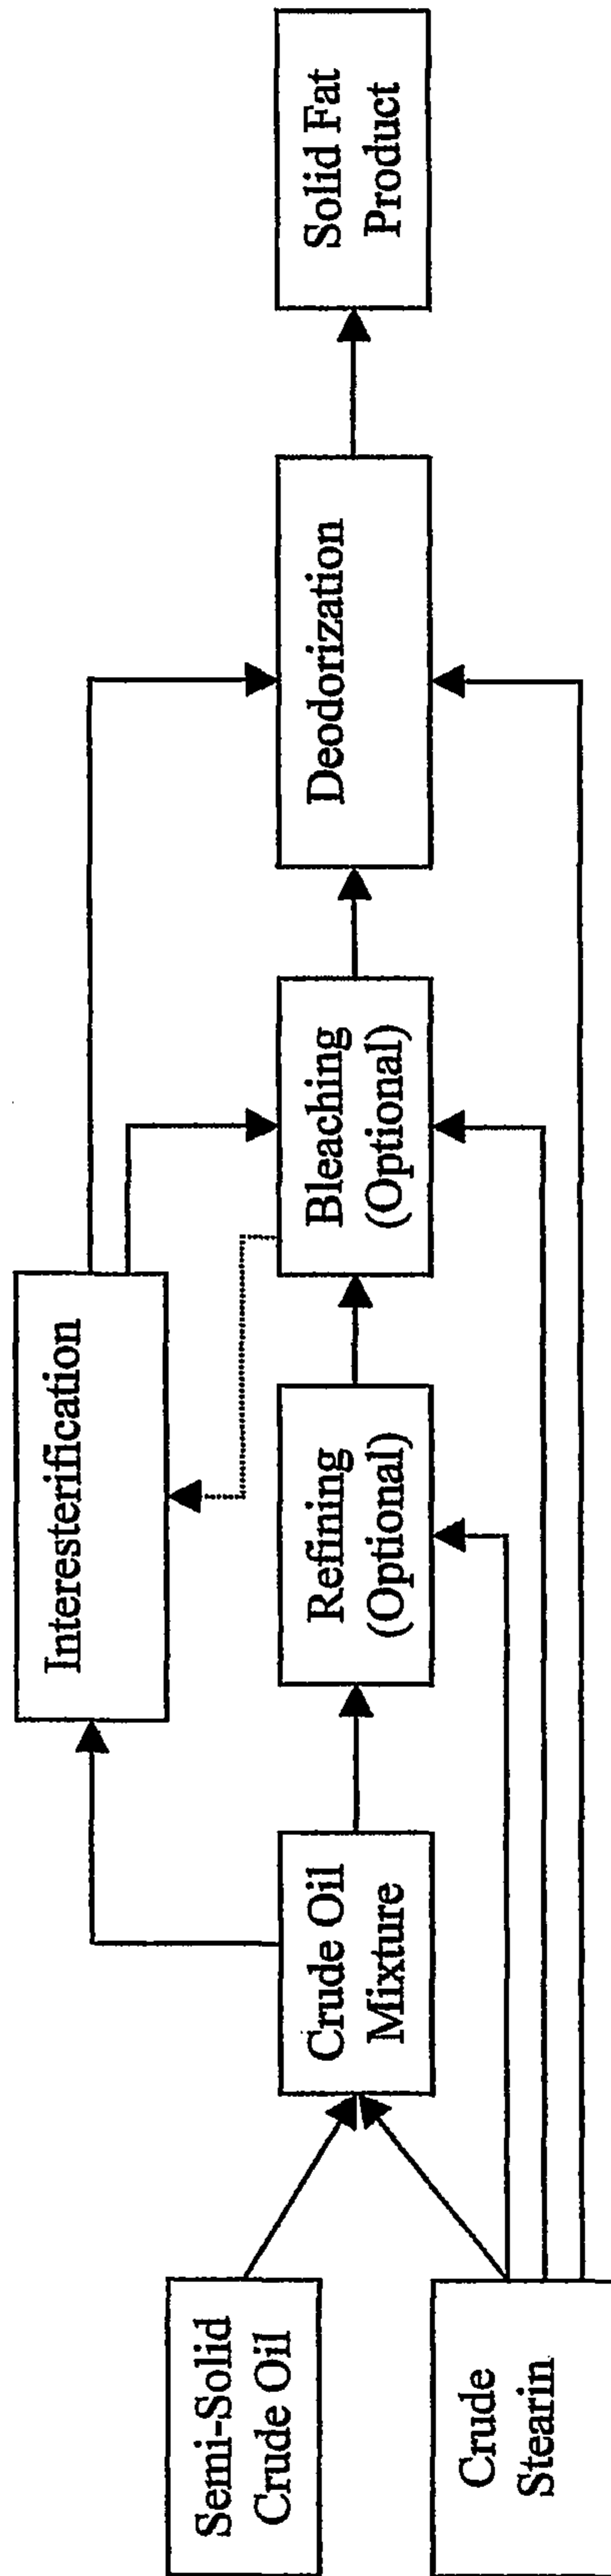 Semi-Solid
Crude Oil
Crude
Stearin
Crude Oil
Mixture
Interesterification
Refining
(Optional)
Bleaching
(Optional)
Deodorization
Solid Fat
Product